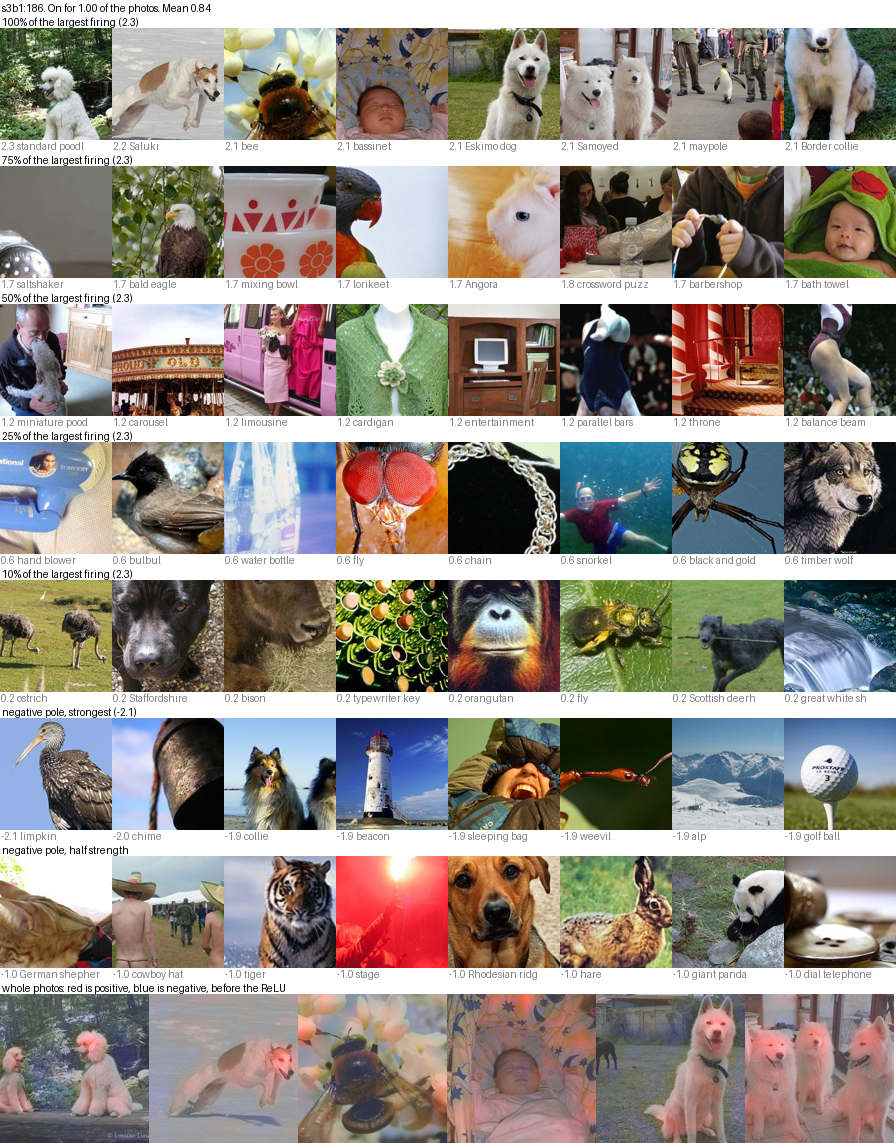 s3b1:186. On for 1.00 of the photos. Mean 0.84
100% of the largest firing (2.3)
2.3 standard poodl
2.2 Saluki
2.1 bee
2.1 bassinet
2.1 Eskimo dog
2.1 Samoyed
2.1 maypole
2.1 Border collie
75% of the largest firing (2.3)
1.7 saltshaker
1.7 bald eagle
1.7 mixing bowl
1.7 lorikeet
1.7 Angora
1.8 crossword puzz
1.7 barbershop
1.7 bath towel
50% of the largest firing (2.3)
OLD
1.2 miniature pood
1.2 carousel
1.2 limousine
1.2 cardigan
1.2 entertainment
1.2 parallel bars
1.2 throne
1.2 balance beam
25% of the largest firing (2.3)
0.6 hand blower
0.6 bulbul
0.6 water bottle
0.6 fly
0.6 chain
0.6 snorkel
0.6 black and gold
0.6 timber wolf
10% of the largest firing (2.3)
0.2 ostrich
0.2 Staffordshire
0.2 bison
0.2 typewriter key
0.2 orangutan
0.2 fly
0.2 Scottish deerh
0.2 great white sh
negative pole, strongest (-2.1)
PROSTATE
3
-2.1 limpkin
-2.0 chime
-1.9 collie
-1.9 beacon
-1.9 sleeping bag
-1.9 weevil
-1.9 alp
-1.9 golf ball
negative pole, half strength
-1.0 German shepher
-1.0 cowboy hat
-1.0 tiger
-1.0 stage
-1.0 Rhodesian ridg
-1.0 hare
-1.0 giant panda
-1.0 dial telephone
whole photos: red is positive, blue is negative, before the ReLU